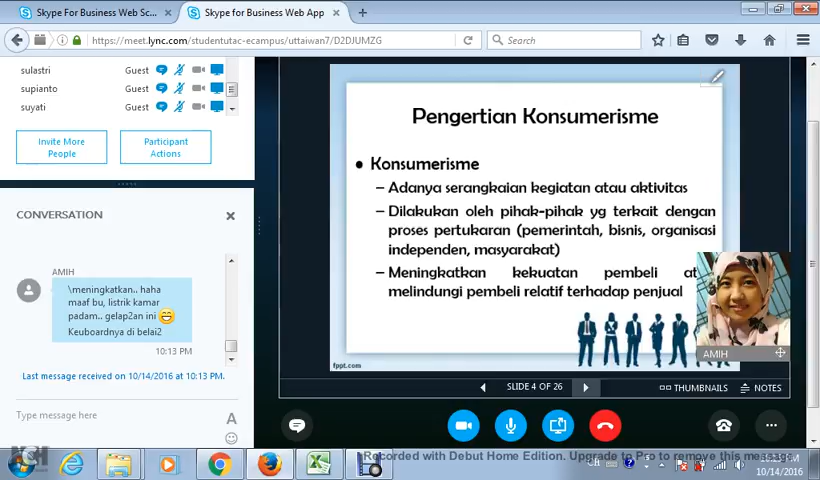 Skype For Business Web Sc...
Skype for Business Web App
https://meet.lync.com/studentutac-ecampus/uttaiwan7/D2DJUMZG
Search
sulastri Guest
supianto Guest
suyati Guest
Invite More
People
Participant
Actions
CONVERSATION
AMIH
\meningkatkan.. haha
maaf bu, listrik kamar
padam.. gelap2an ini
Keuboardnya di belai2
10:13 PM
Last message received on 10/14/2016 at 10:13 PM.
Type message here
A
Pengertian Konsumerisme
• Konsumerisme
– Adanya serangkaian kegiatan atau aktivitas
– Dilakukan oleh pihak-pihak yg terkait dengan
proses pertukaran (pemerintah, bisnis, organisasi
independen, masyarakat)
– Meningkatkan kekuatan pembeli
melindungi pembeli relatif terhadap penjual
AMIH
fppt.com
SLIDE 4 OF 26
THUMBNAILS
NOTES
Recorded with Debut Home Edition. Upgrade to Pro to remove this message.
CH
10/14/2016